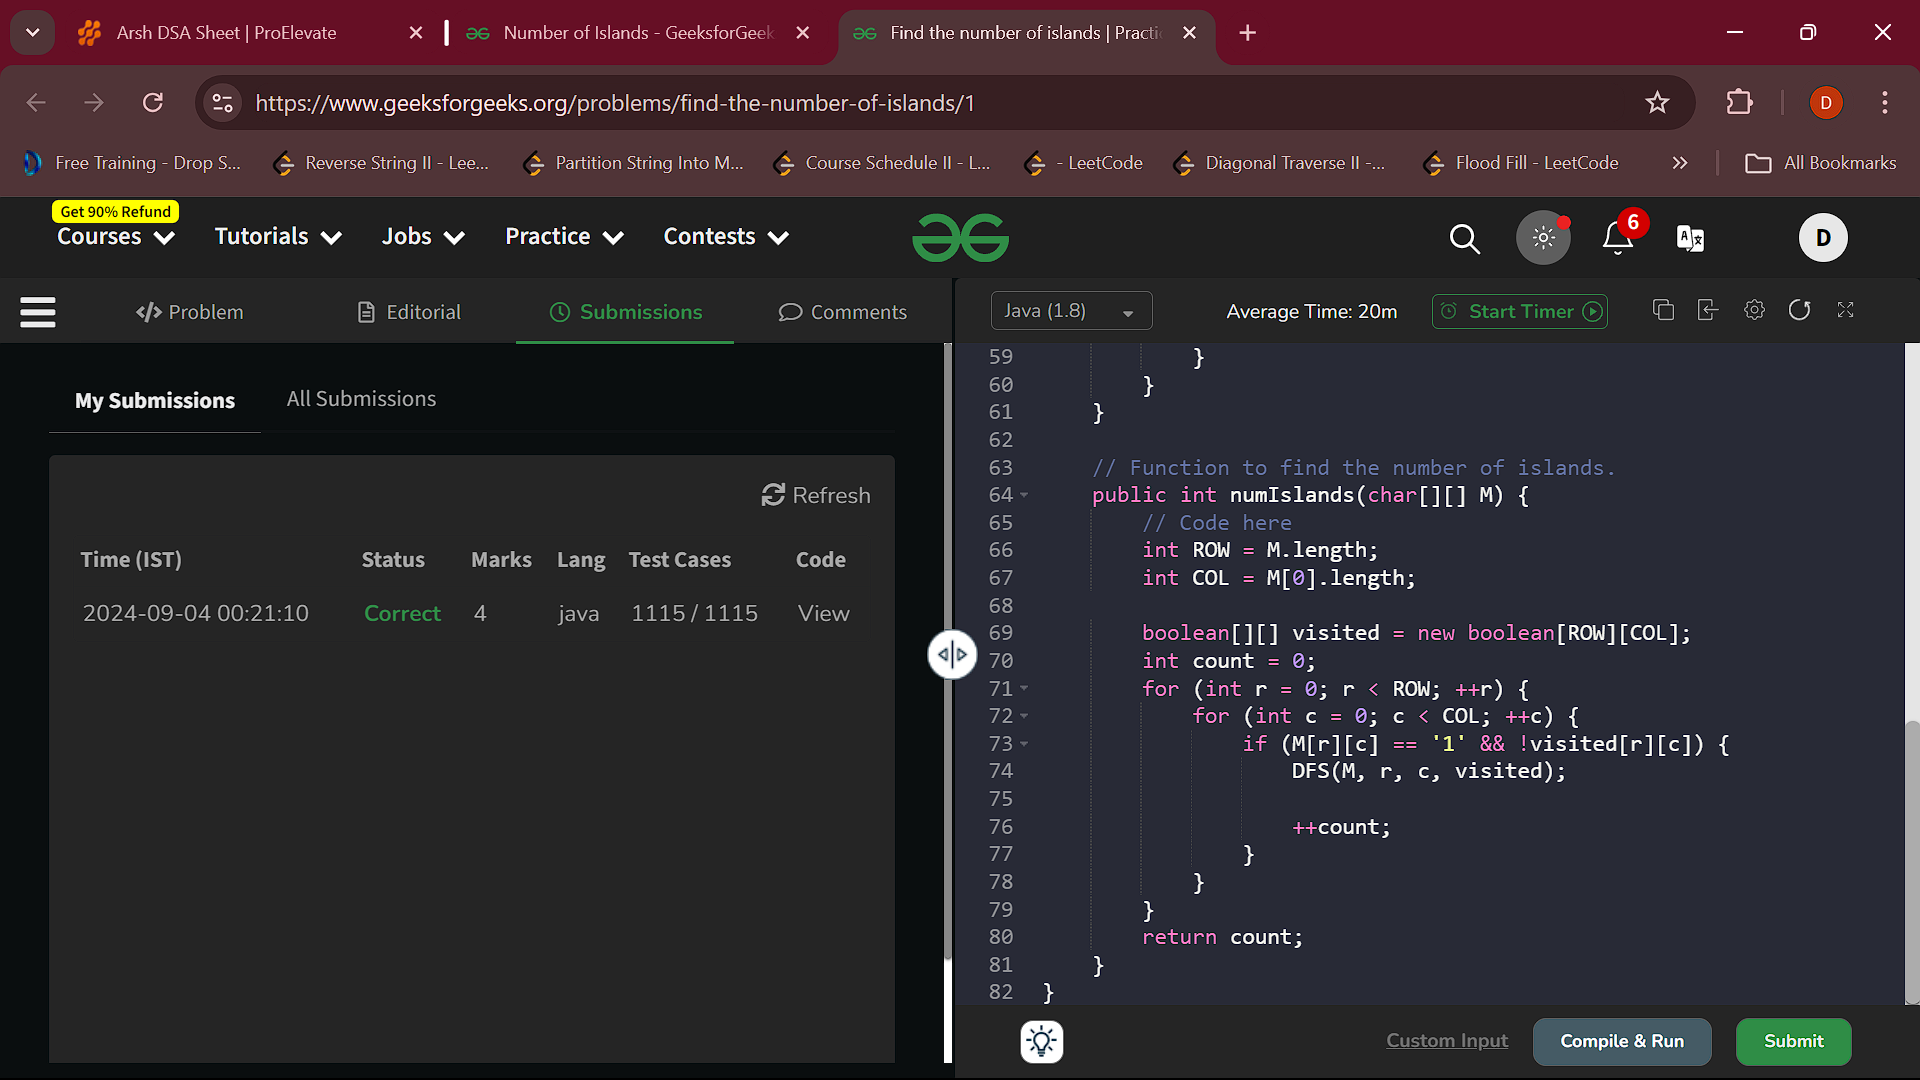 Arsh DSA Sheet | ProElevate
Number of Islands - GeeksforGeek
Find the number of islands | Practi
https://www.geeksforgeeks.org/problems/find-the-number-of-islands/1
D
Free Training - Drop S...
Reverse String II - Lee...
Partition String Into M...
Course Schedule II - L...
- LeetCode
Diagonal Traverse II -...
Flood Fill - LeetCode
All Bookmarks
Get 90% Refund
Courses
Tutorials
Jobs
Practice
Contests
6
D
Problem
Editorial
Submissions
Comments
Java (1.8)
Average Time: 20m
Start Timer
My Submissions
All Submissions
Refresh
Time (IST) Status Marks Lang Test Cases Code
2024-09-04 00:21:10 Correct 4 java 1115 / 1115 View
59 }
60 }
61 }
62
63 // Function to find the number of islands.
64 public int numIslands(char[][] M) {
65 // Code here
66 int ROW = M.length;
67 int COL = M[0].length;
68
69 boolean[][] visited = new boolean[ROW][COL];
70 int count = 0;
71 for (int r = 0; r < ROW; ++r) {
72 for (int c = 0; c < COL; ++c) {
73 if (M[r][c] == '1' && !visited[r][c]) {
74 DFS(M, r, c, visited);
75
76 ++count;
77 }
78 }
79 }
80 return count;
81 }
82 }
Custom Input
Compile & Run
Submit